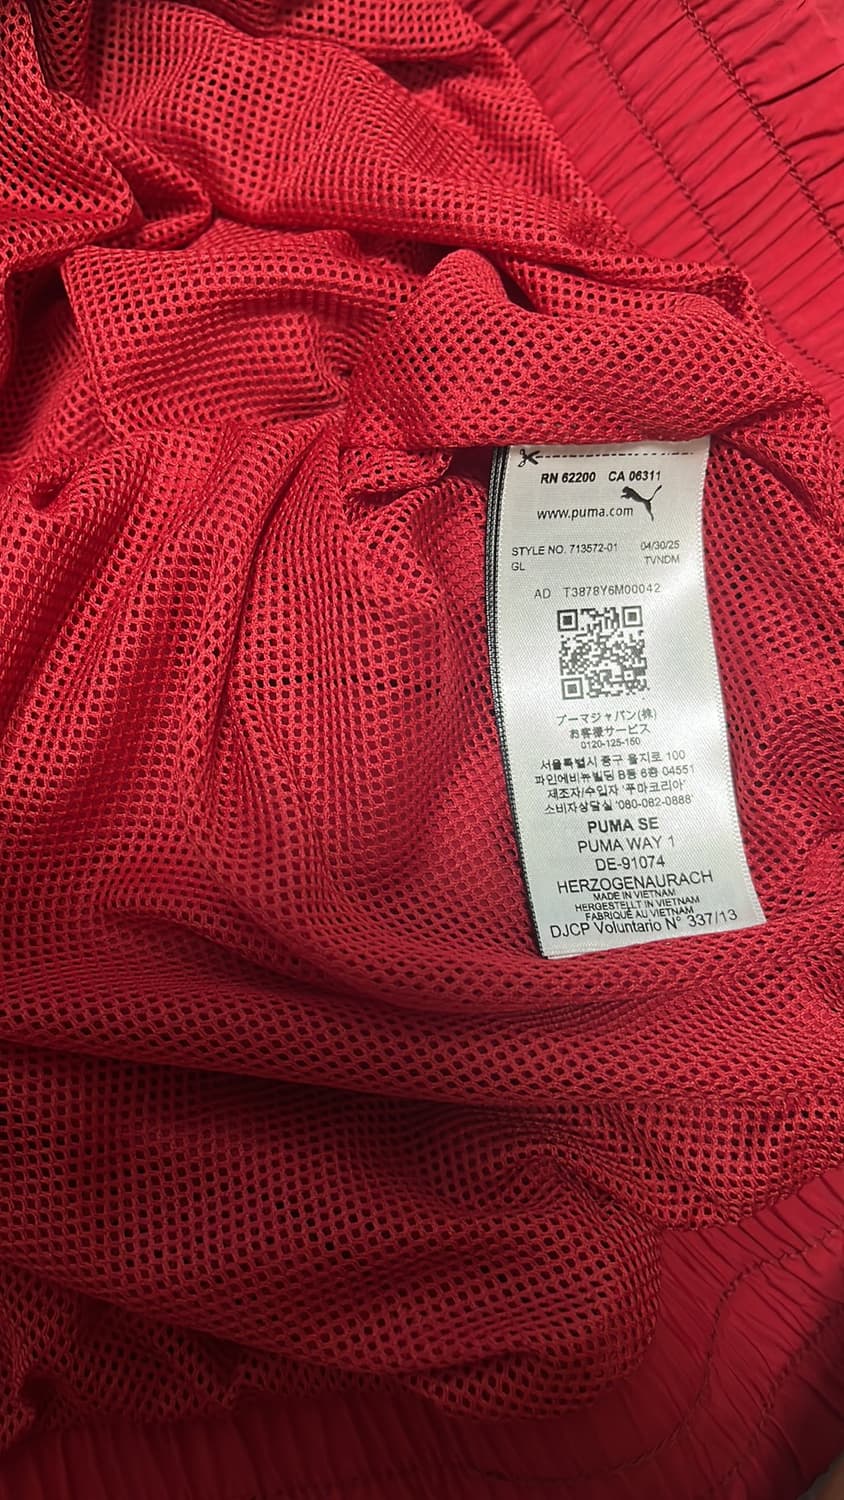 RN 62200 CA 06311
www.puma.com
STYLE NO. 713572-01 04/30/25
GL TVNDM
AD T3878Y6M00042
プーマジャパン(株)
お客様サービス
0120-125-150
서울특별시 중구 을지로 100
파인에비뉴빌딩 B동 6층 04551
제조자/수입자 '푸마코리아'
소비자상담실 '080-082-0888'
PUMA SE
PUMA WAY 1
DE-91074
HERZOGENAURACH
MADE IN VIETNAM
HERGESTELLT IN VIETNAM
FABRIQUÉ AU VIETNAM
DJCP Voluntario N° 337/13